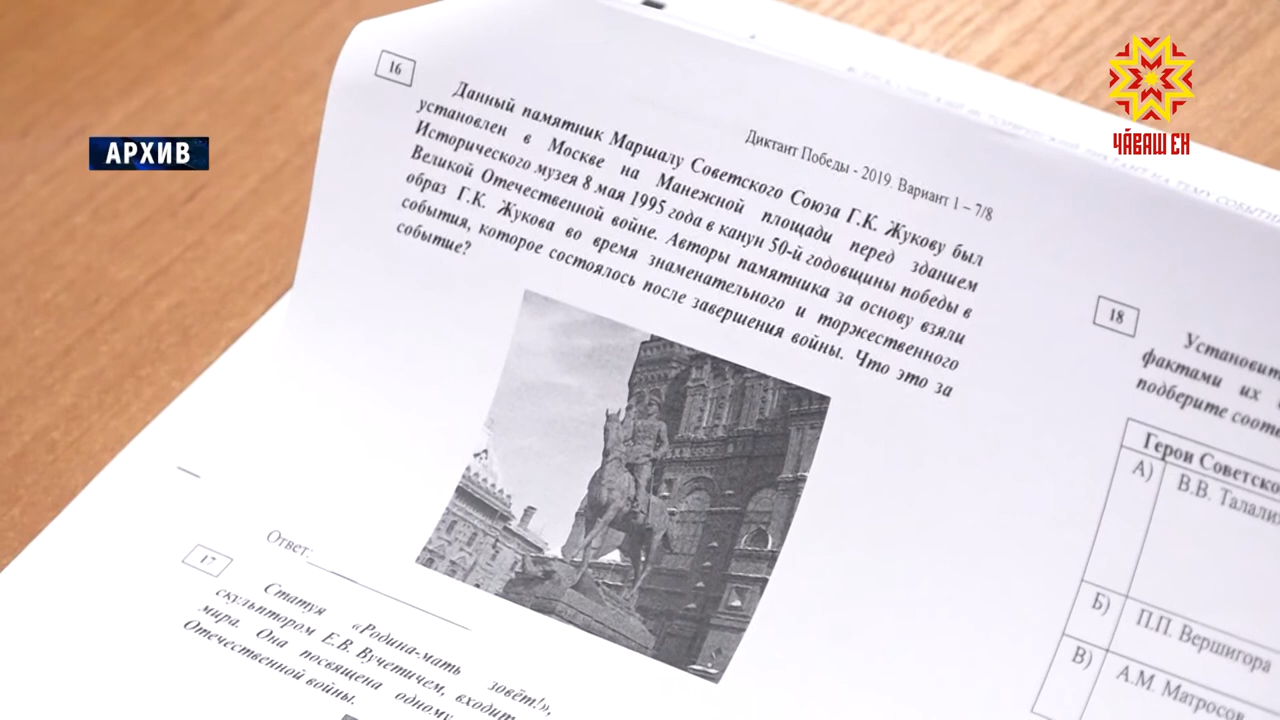 АРХИВ
ЧӐВАШ ЕН
Диктант Победы - 2019. Вариант 1 – 7/8
16
Данный памятник Маршалу Советского Союза Г.К. Жукову был
установлен в Москве на Манежной площади перед зданием
Исторического музея 8 мая 1995 года в канун 50-й годовщины победы в
Великой Отечественной войне. Авторы памятника за основу взяли
образ Г.К. Жукова во время знаменательного и торжественного
события, которое состоялось после завершения войны. Что это за
событие?
Ответ:
17
Статуя «Родина-мать зовёт!»,
скульптором Е.В. Вучетичем, входит
мира. Она посвящена одному
Отечественной войны.
18
Установит
фактами их
подберите соотв
Герои Советско
А) В.В. Талали
Б) П.П. Вершигора
В) А.М. Матросов